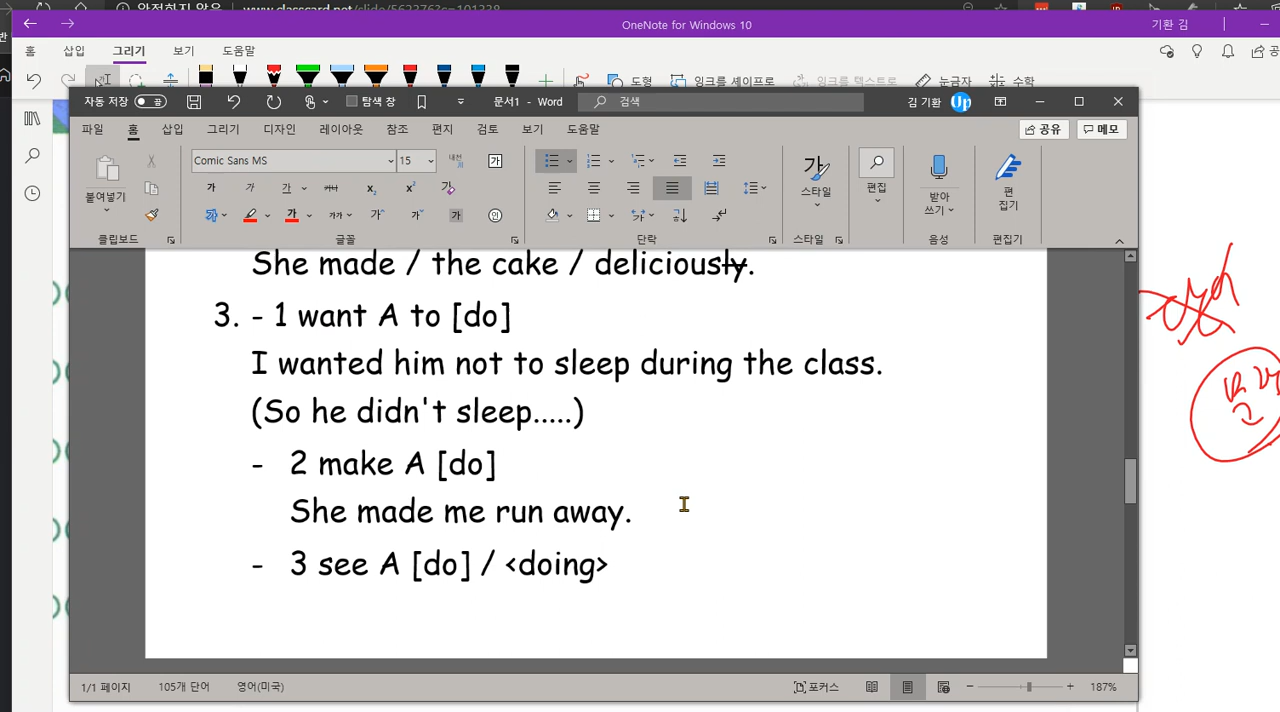 www.classcard.net/slide/562376?c=101338
OneNote for Windows 10
기환 김
홈 삽입 그리기 보기 도움말
도형 잉크를 셰이프로 잉크를 텍스트로 눈금자 수학
자동 저장 끔 탐색 창 문서1 - Word 검색 김 기환 Up
파일 홈 삽입 그리기 디자인 레이아웃 참조 편지 검토 보기 도움말 공유 메모
붙여넣기 Comic Sans MS 15 스타일 편집 받아쓰기 편집기
클립보드 글꼴 단락 스타일 음성 편집기
She made / the cake / deliciously.
3. - 1 want A to [do]
I wanted him not to sleep during the class.
(So he didn't sleep.....)
- 2 make A [do]
She made me run away.
- 3 see A [do] / <doing>
1/1 페이지 105개 단어 영어(미국) 포커스 187%